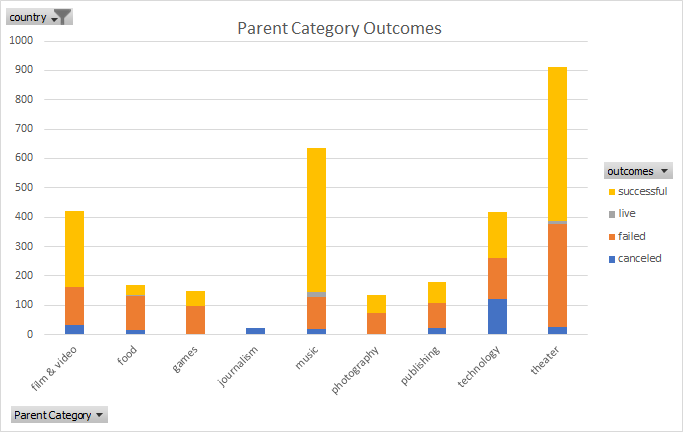 country
Parent Category Outcomes
1000
900
800
700
600
500
400
300
200
100
0
film & video
food
games
journalism
music
photography
publishing
technology
theater
outcomes
successful
live
failed
canceled
Parent Category